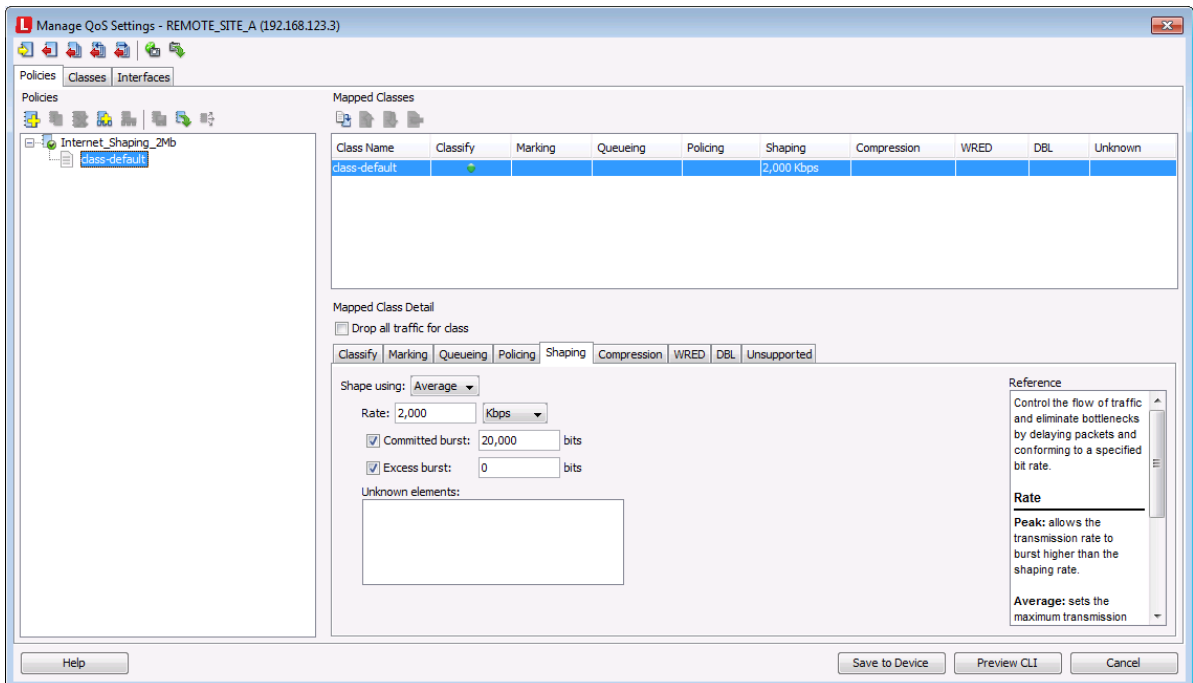 Manage QoS Settings - REMOTE_SITE_A (192.168.123.3)
Policies Classes Interfaces
Policies
Internet_Shaping_2Mb
class-default
Mapped Classes
Class Name Classify Marking Queueing Policing Shaping Compression WRED DBL Unknown
class-default 2,000 Kbps
Mapped Class Detail
Drop all traffic for class
Classify Marking Queueing Policing Shaping Compression WRED DBL Unsupported
Shape using: Average
Rate: 2,000 Kbps
Committed burst: 20,000 bits
Excess burst: 0 bits
Unknown elements:
Reference
Control the flow of traffic
and eliminate bottlenecks
by delaying packets and
conforming to a specified
bit rate.
Rate
Peak: allows the
transmission rate to
burst higher than the
shaping rate.
Average: sets the
maximum transmission
Help Save to Device Preview CLI Cancel